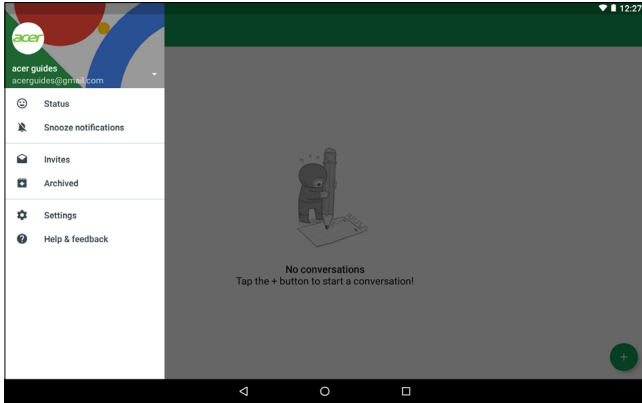 12:27
acer
acer guides
acerguides@gmail.com
Status
Snooze notifications
Invites
Archived
Settings
Help & feedback
No conversations
Tap the + button to start a conversation!
+